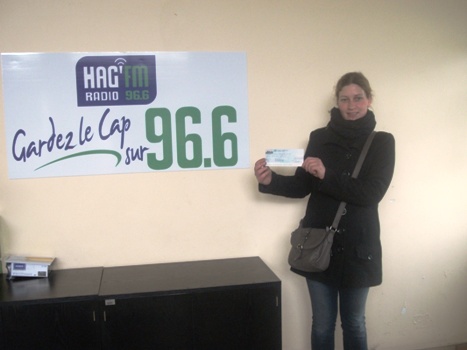 HAG'FM
RADIO 96.6
Gardez le Cap
sur 96.6